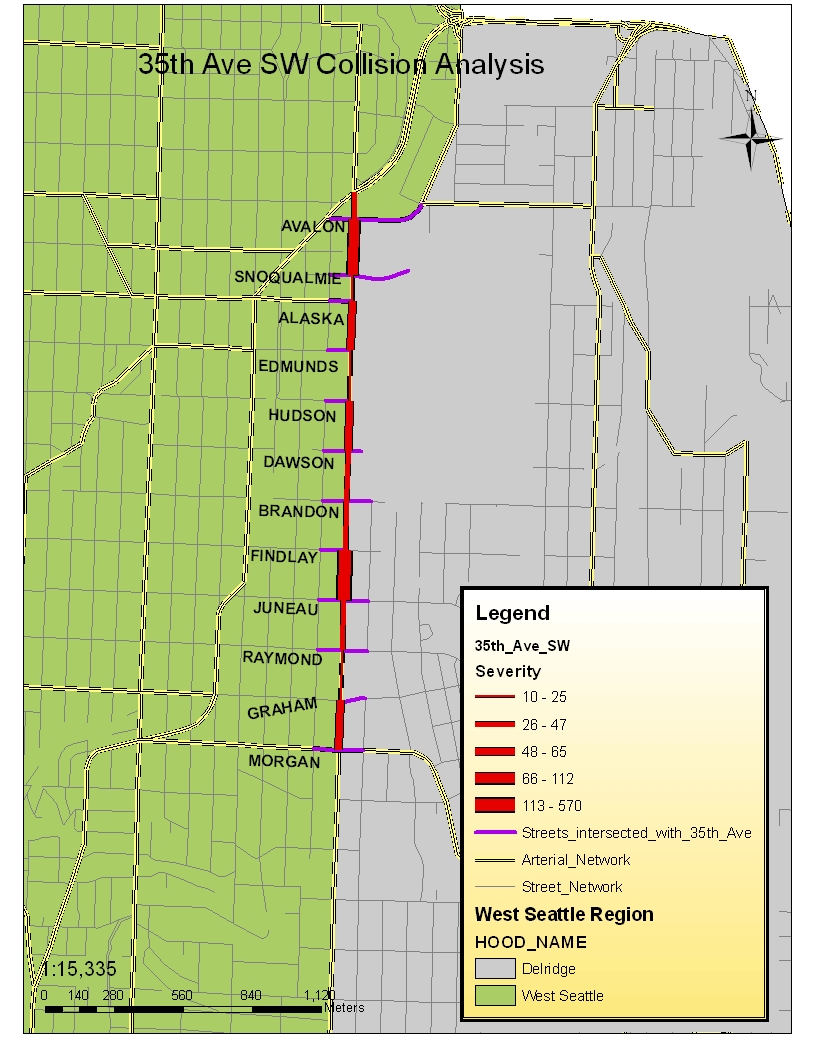 35th Ave SW Collision Analysis
N
AVALON
SNOQUALMIE
ALASKA
EDMUNDS
HUDSON
DAWSON
BRANDON
FINDLAY
JUNEAU
RAYMOND
GRAHAM
MORGAN
Legend
35th_Ave_SW
Severity
10 - 25
26 - 47
48 - 65
66 - 112
113 - 570
Streets_intersected_with_35th_Ave
Arterial_Network
Street_Network
West Seattle Region
HOOD_NAME
Delridge
West Seattle
1:15,335
0 140 280 560 840 1,120
Meters